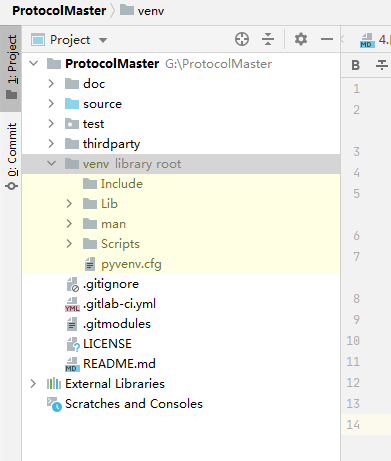 ProtocolMaster venv
Project
4.
ProtocolMaster G:\ProtocolMaster
B
doc
source
test
thirdparty
venv library root
Include
Lib
man
Scripts
pyvenv.cfg
.gitignore
.gitlab-ci.yml
.gitmodules
LICENSE
README.md
External Libraries
Scratches and Consoles
1: Project
0: Commit
1
2
3
4
5
6
7
8
9
10
11
12
13
14